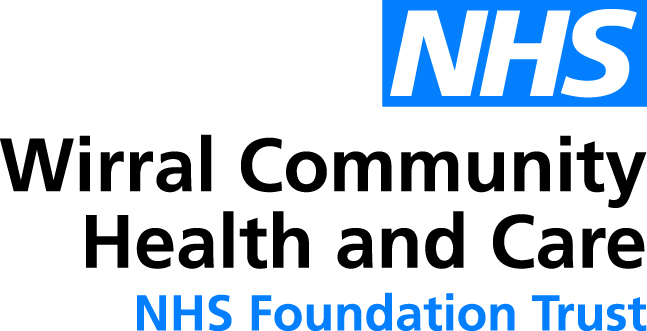 NHS
Wirral Community
Health and Care
NHS Foundation Trust